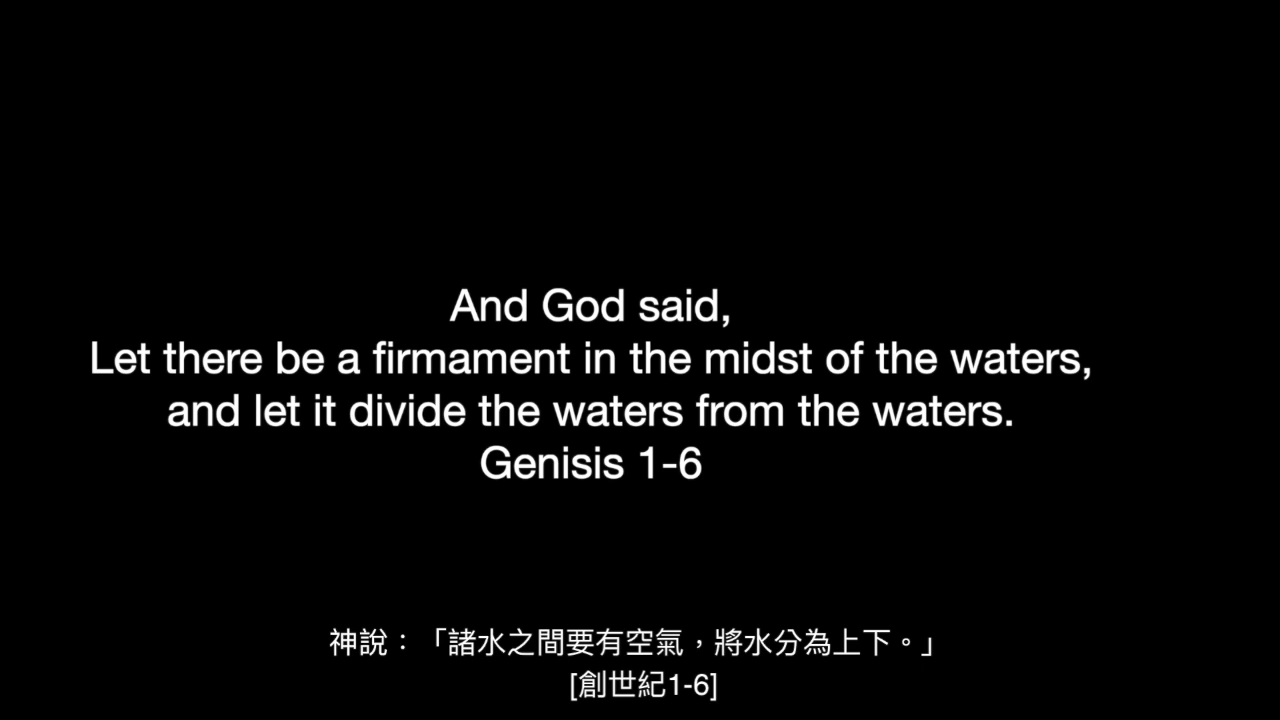 And God said,
Let there be a firmament in the midst of the waters,
and let it divide the waters from the waters.
Genisis 1-6
神說：「諸水之間要有空氣，將水分為上下。」
[創世紀1-6]